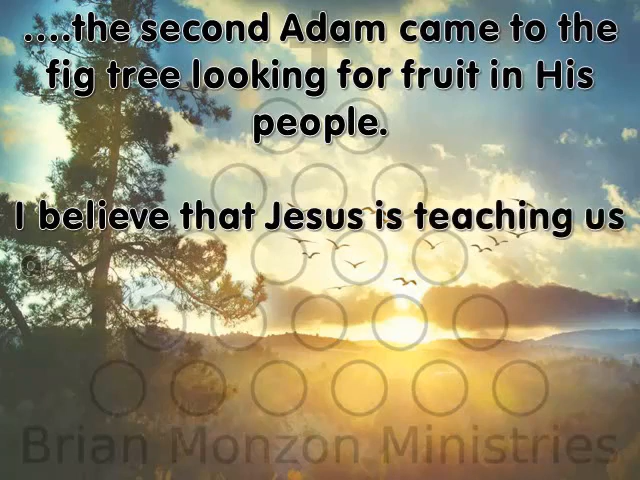 ....the second Adam came to the
fig tree looking for fruit in His
people.
I believe that Jesus is teaching us
Brian Monzon Ministries